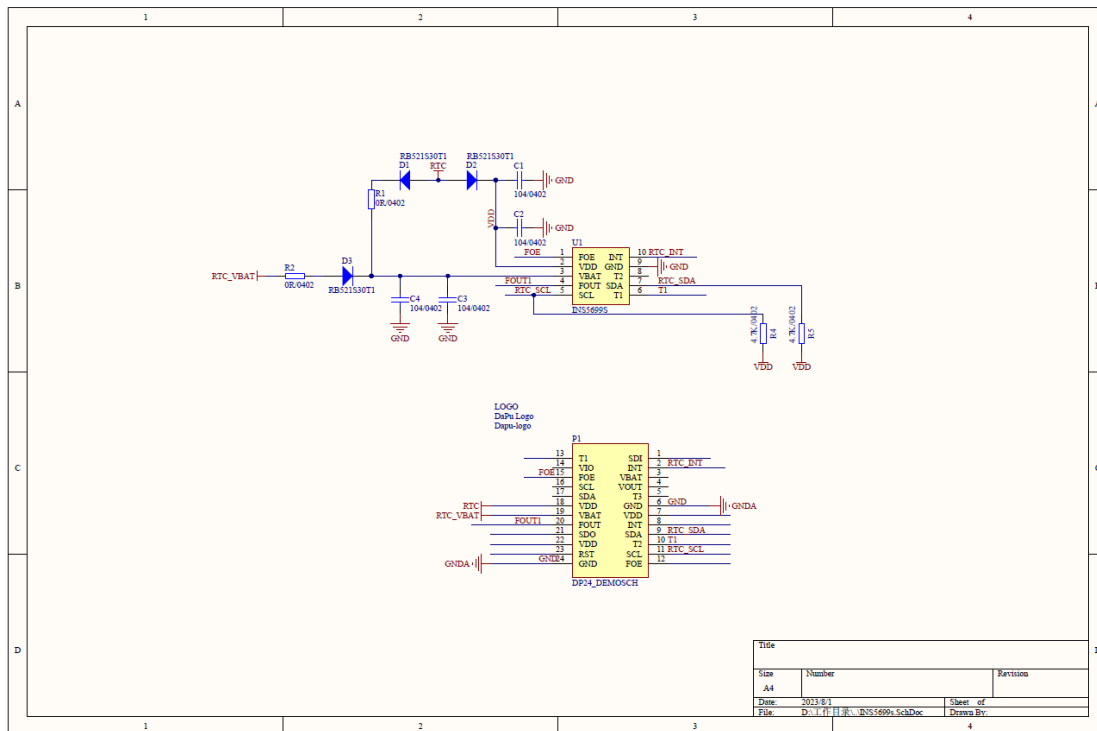 1 2 3 4
A A
RB521S30T1 RB521S30T1
D1 RTC D2 C1
GND
R1 104/0402
0R/0402
VDD
C2
GND
104/0402
U1
D3
FOE 1 FOE INT 10 RTC_INT
2 VDD GND 9 GND
RTC_VBAT R2 3 VBAT T2 8
0R/0402 RB521S30T1
FOUT1 4 FOUT SDA 7 RTC_SDA
RTC_SCL 5 SCL T1 6 T1
B
C4 C3
104/0402 104/0402
INS5699S
GND GND
4.7K/0402 R4 4.7K/0402 R5
VDD VDD
LOGO
DaPu Logo
Dapu-logo
P1
13 T1 SDI 1
14 VIO INT 2 RTC_INT
FOE 15 FOE VBAT 3
C
16 SCL VOUT 4
17 SDA T3 5
RTC 18 VDD GND 6 GND GNDA
RTC_VBAT 19 VBAT VDD 7
FOUT1 20 FOUT INT 8
21 SDO SDA 9 RTC_SDA
22 VDD T2 10 T1
23 RST SCL 11 RTC_SCL
GNDA GND 24 GND FOE 12
DP24_DEMOSCH
D
Title
Size Number Revision
A4
Date: 2023/8/1 Sheet of
File: D:\工作目录\..\INS5699s.SchDoc Drawn By:
1 2 3 4